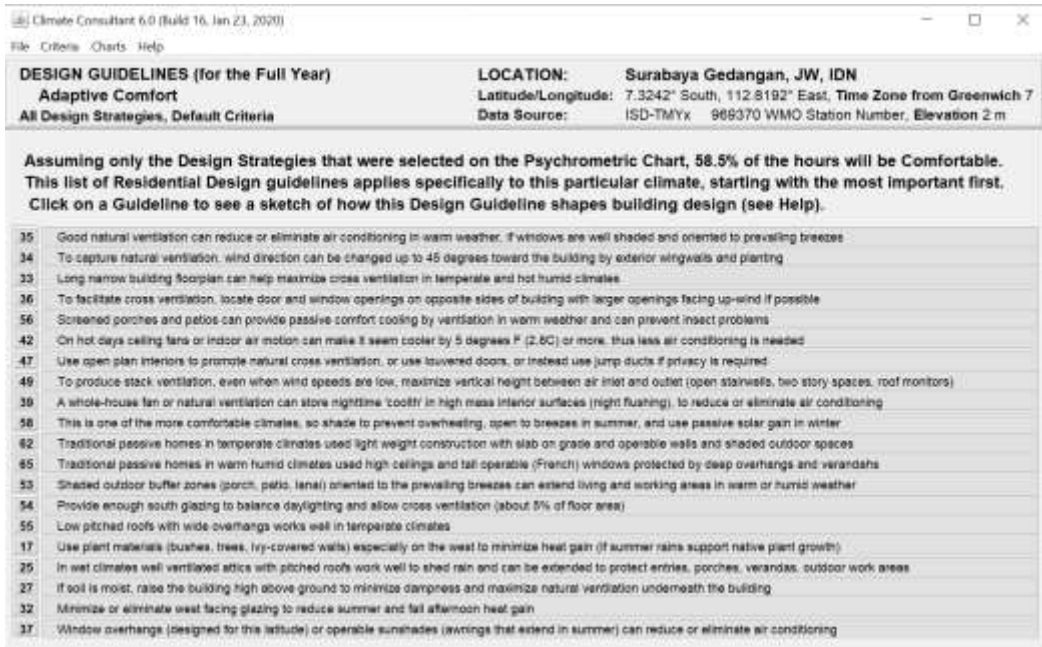 Climate Consultant 6.0 (Build 16, Jan 23, 2020)
File Criteria Charts Help
DESIGN GUIDELINES (for the Full Year)
Adaptive Comfort
All Design Strategies, Default Criteria
LOCATION: Surabaya Gedangan, JW, IDN
Latitude/Longitude: 7.3242° South, 112.8192° East, Time Zone from Greenwich 7
Data Source: ISD-TMYx 969370 WMO Station Number, Elevation 2 m
Assuming only the Design Strategies that were selected on the Psychrometric Chart, 58.5% of the hours will be Comfortable.
This list of Residential Design guidelines applies specifically to this particular climate, starting with the most important first.
Click on a Guideline to see a sketch of how this Design Guideline shapes building design (see Help).
35 Good natural ventilation can reduce or eliminate air conditioning in warm weather, if windows are well shaded and oriented to prevailing breezes
34 To capture natural ventilation, wind direction can be changed up to 45 degrees toward the building by exterior wingwalls and planting
33 Long narrow building floorplan can help maximize cross ventilation in temperate and hot humid climates
36 To facilitate cross ventilation, locate door and window openings on opposite sides of building with larger openings facing up-wind if possible
56 Screened porches and patios can provide passive comfort cooling by ventilation in warm weather and can prevent insect problems
42 On hot days ceiling fans or indoor air motion can make it seem cooler by 5 degrees F (2.8C) or more, thus less air conditioning is needed
47 Use open plan interiors to promote natural cross ventilation, or use louvered doors, or instead use jump ducts if privacy is required
49 To produce stack ventilation, even when wind speeds are low, maximize vertical height between air inlet and outlet (open stairwells, two story spaces, roof monitors)
39 A whole-house fan or natural ventilation can store nighttime 'coolth' in high mass interior surfaces (night flushing), to reduce or eliminate air conditioning
58 This is one of the more comfortable climates, so shade to prevent overheating, open to breezes in summer, and use passive solar gain in winter
62 Traditional passive homes in temperate climates used light weight construction with slab on grade and operable walls and shaded outdoor spaces
65 Traditional passive homes in warm humid climates used high ceilings and tall operable (French) windows protected by deep overhangs and verandahs
53 Shaded outdoor buffer zones (porch, patio, lanai) oriented to the prevailing breezes can extend living and working areas in warm or humid weather
54 Provide enough south glazing to balance daylighting and allow cross ventilation (about 5% of floor area)
55 Low pitched roofs with wide overhangs works well in temperate climates
17 Use plant materials (bushes, trees, ivy-covered walls) especially on the west to minimize heat gain (if summer rains support native plant growth)
25 In wet climates well ventilated attics with pitched roofs work well to shed rain and can be extended to protect entries, porches, verandas, outdoor work areas
27 If soil is moist, raise the building high above ground to minimize dampness and maximize natural ventilation underneath the building
32 Minimize or eliminate west facing glazing to reduce summer and fall afternoon heat gain
37 Window overhangs (designed for this latitude) or operable sunshades (awnings that extend in summer) can reduce or eliminate air conditioning